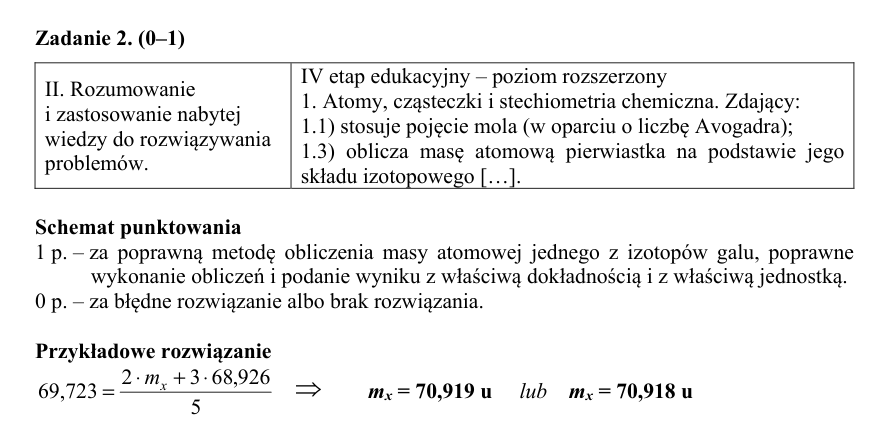 Zadanie 2. (0–1)
II. Rozumowanie
i zastosowanie nabytej
wiedzy do rozwiązywania
problemów.
IV etap edukacyjny – poziom rozszerzony
1. Atomy, cząsteczki i stechiometria chemiczna. Zdający:
1.1) stosuje pojęcie mola (w oparciu o liczbę Avogadra);
1.3) oblicza masę atomową pierwiastka na podstawie jego
składu izotopowego […].
Schemat punktowania
1 p. – za poprawną metodę obliczenia masy atomowej jednego z izotopów galu, poprawne
wykonanie obliczeń i podanie wyniku z właściwą dokładnością i z właściwą jednostką.
0 p. – za błędne rozwiązanie albo brak rozwiązania.
Przykładowe rozwiązanie
69,723 = (2 · mₓ + 3 · 68,926) / 5 ⇒ mₓ = 70,919 u lub mₓ = 70,918 u